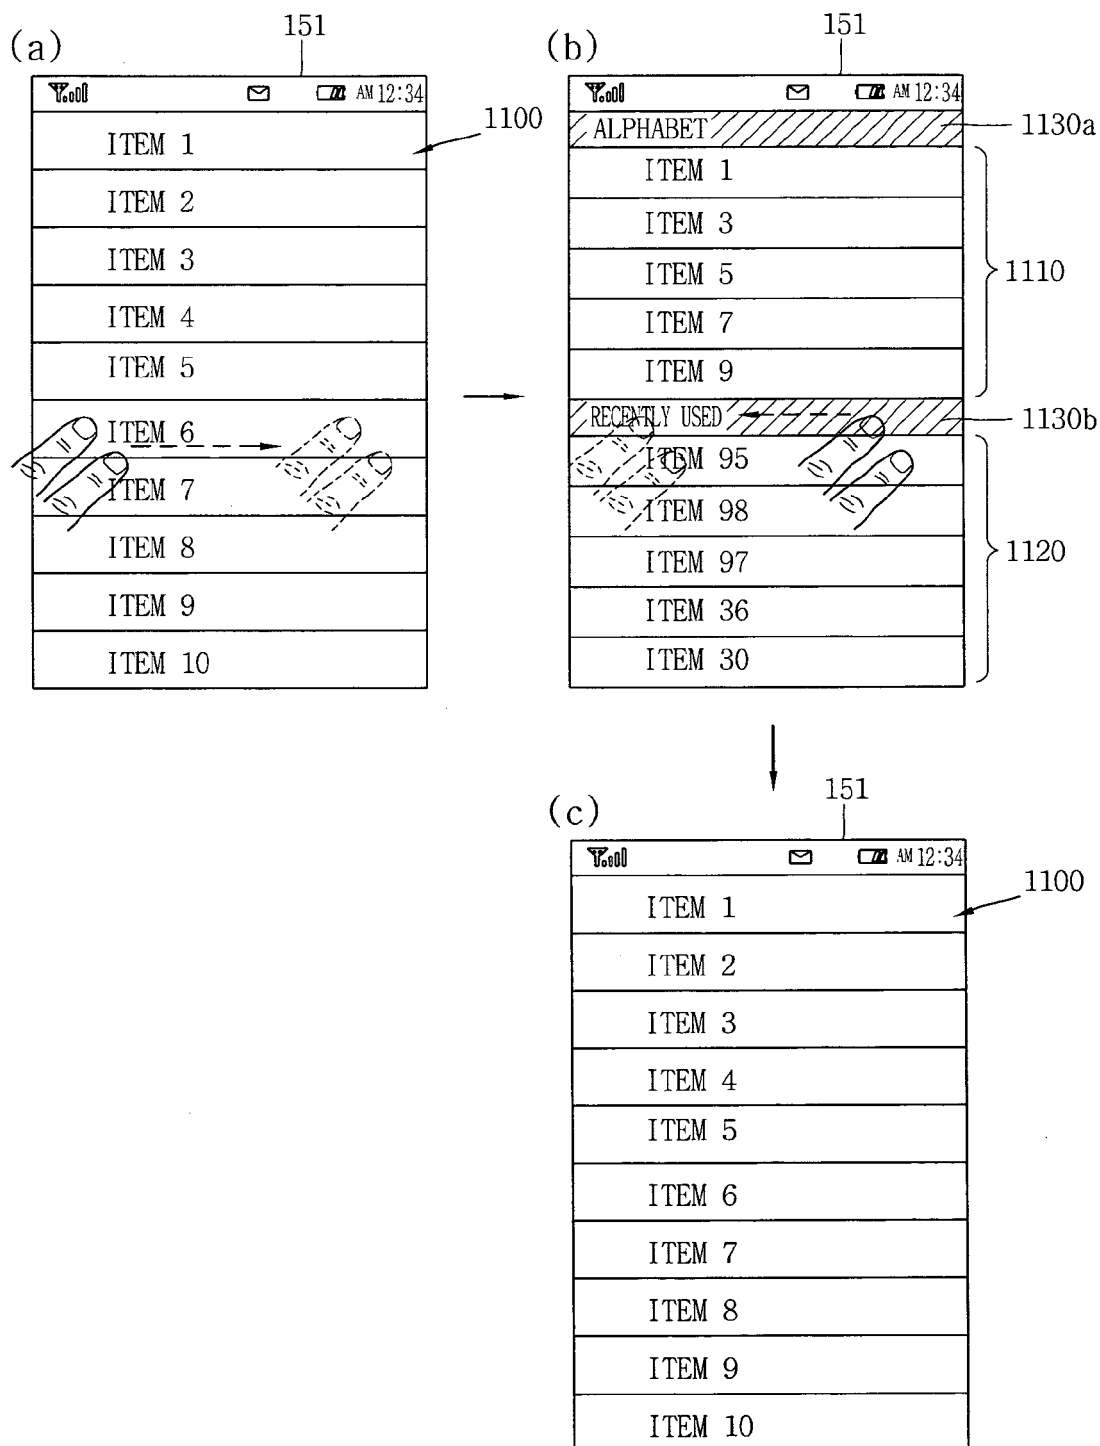 (a)
151
AM 12:34
1100
ITEM 1
ITEM 2
ITEM 3
ITEM 4
ITEM 5
ITEM 6
ITEM 7
ITEM 8
ITEM 9
ITEM 10
(b)
151
AM 12:34
ALPHABET
1130a
ITEM 1
ITEM 3
ITEM 5
ITEM 7
ITEM 9
1110
RECENTLY USED
1130b
ITEM 95
ITEM 98
ITEM 97
ITEM 36
ITEM 30
1120
(c)
151
AM 12:34
1100
ITEM 1
ITEM 2
ITEM 3
ITEM 4
ITEM 5
ITEM 6
ITEM 7
ITEM 8
ITEM 9
ITEM 10